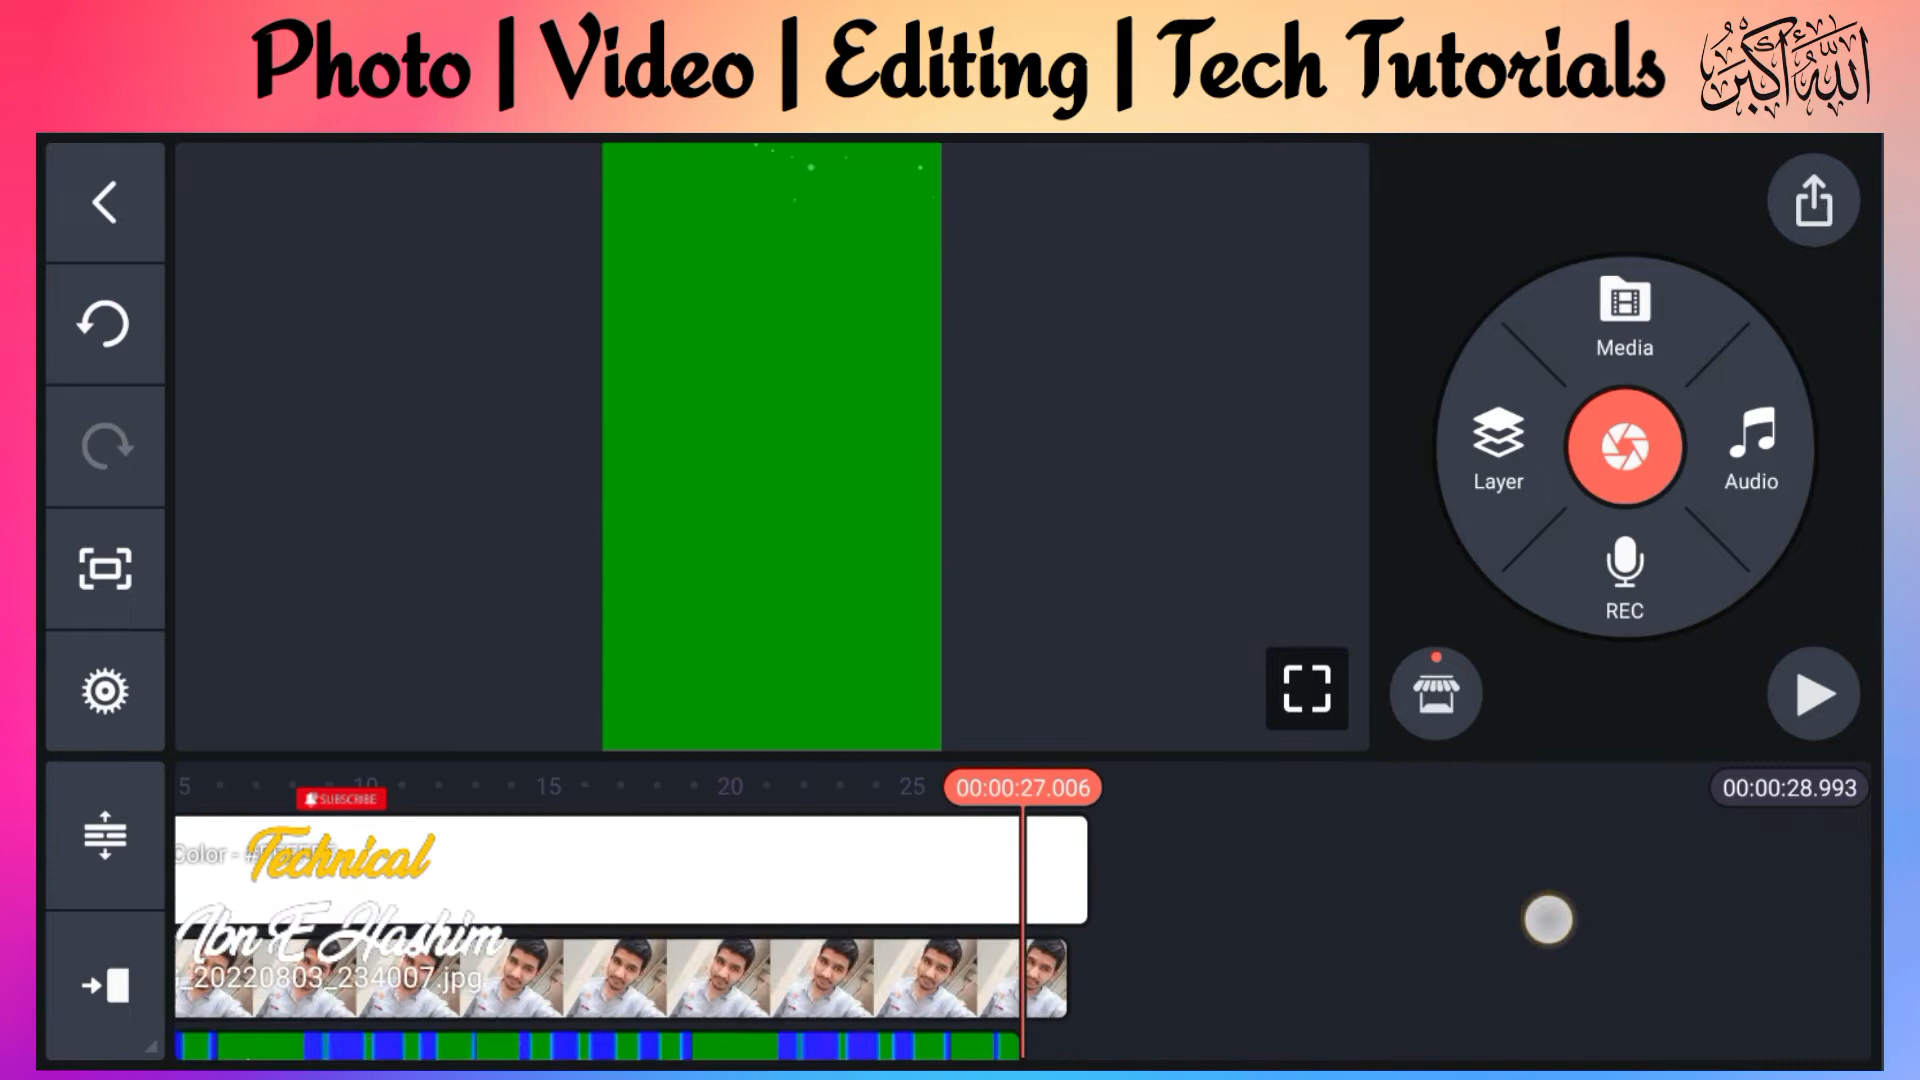 Photo | Video | Editing | Tech Tutorials
الله أكبر
Media
Layer
Audio
REC
5 10 15 20 25
00:00:27.006
00:00:28.993
SUBSCRIBE
Color - #
Technical
Abn E Hashim
_20220803_234007.jpg